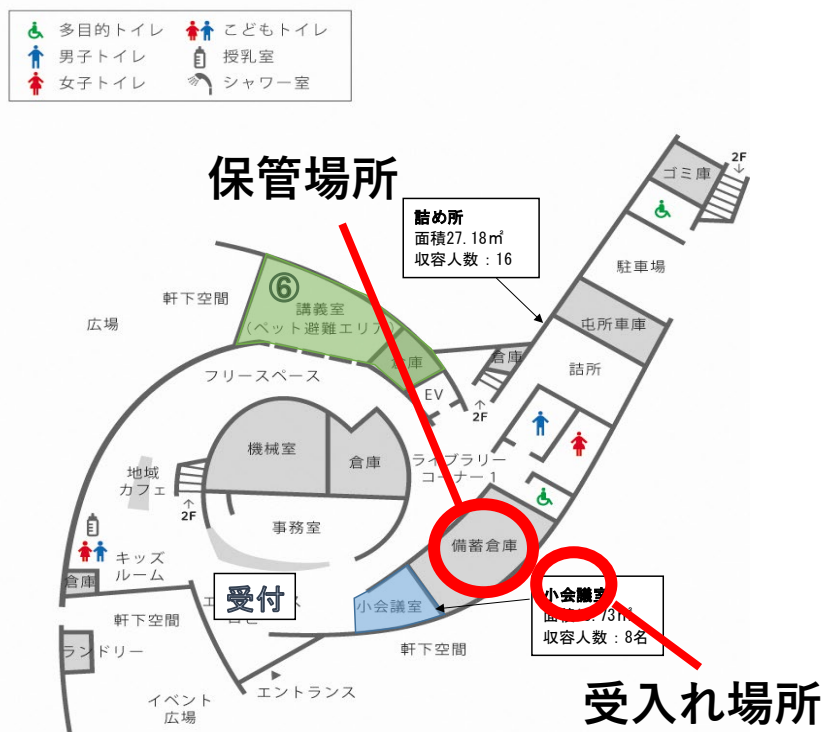 多目的トイレ
こどもトイレ
男子トイレ
授乳室
女子トイレ
シャワー室
保管場所
2F
ゴミ庫
詰め所
面積27.18㎡
収容人数：16
駐車場
⑥
講義室
(ペット避難エリア)
軒下空間
広場
屯所車庫
倉庫
倉庫
詰所
フリースペース
EV
2F
機械室
倉庫
ライブラリー
コーナー1
地域
カフェ
2F
事務室
備蓄倉庫
キッズ
ルーム
倉庫
受付
小会議室
小会議室
収容人数：8名
軒下空間
軒下空間
ランドリー
エントランス
イベント
広場
受入れ場所